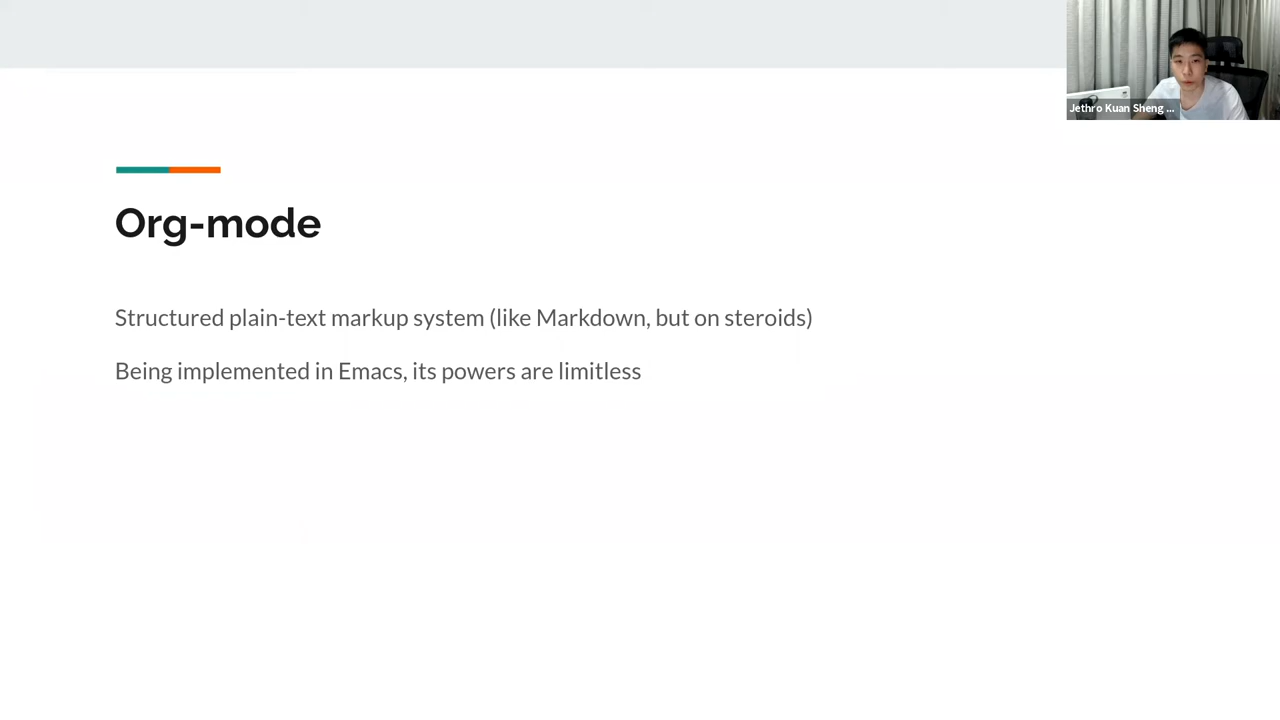 Jethro Kuan Sheng ...
Org-mode
Structured plain-text markup system (like Markdown, but on steroids)
Being implemented in Emacs, its powers are limitless